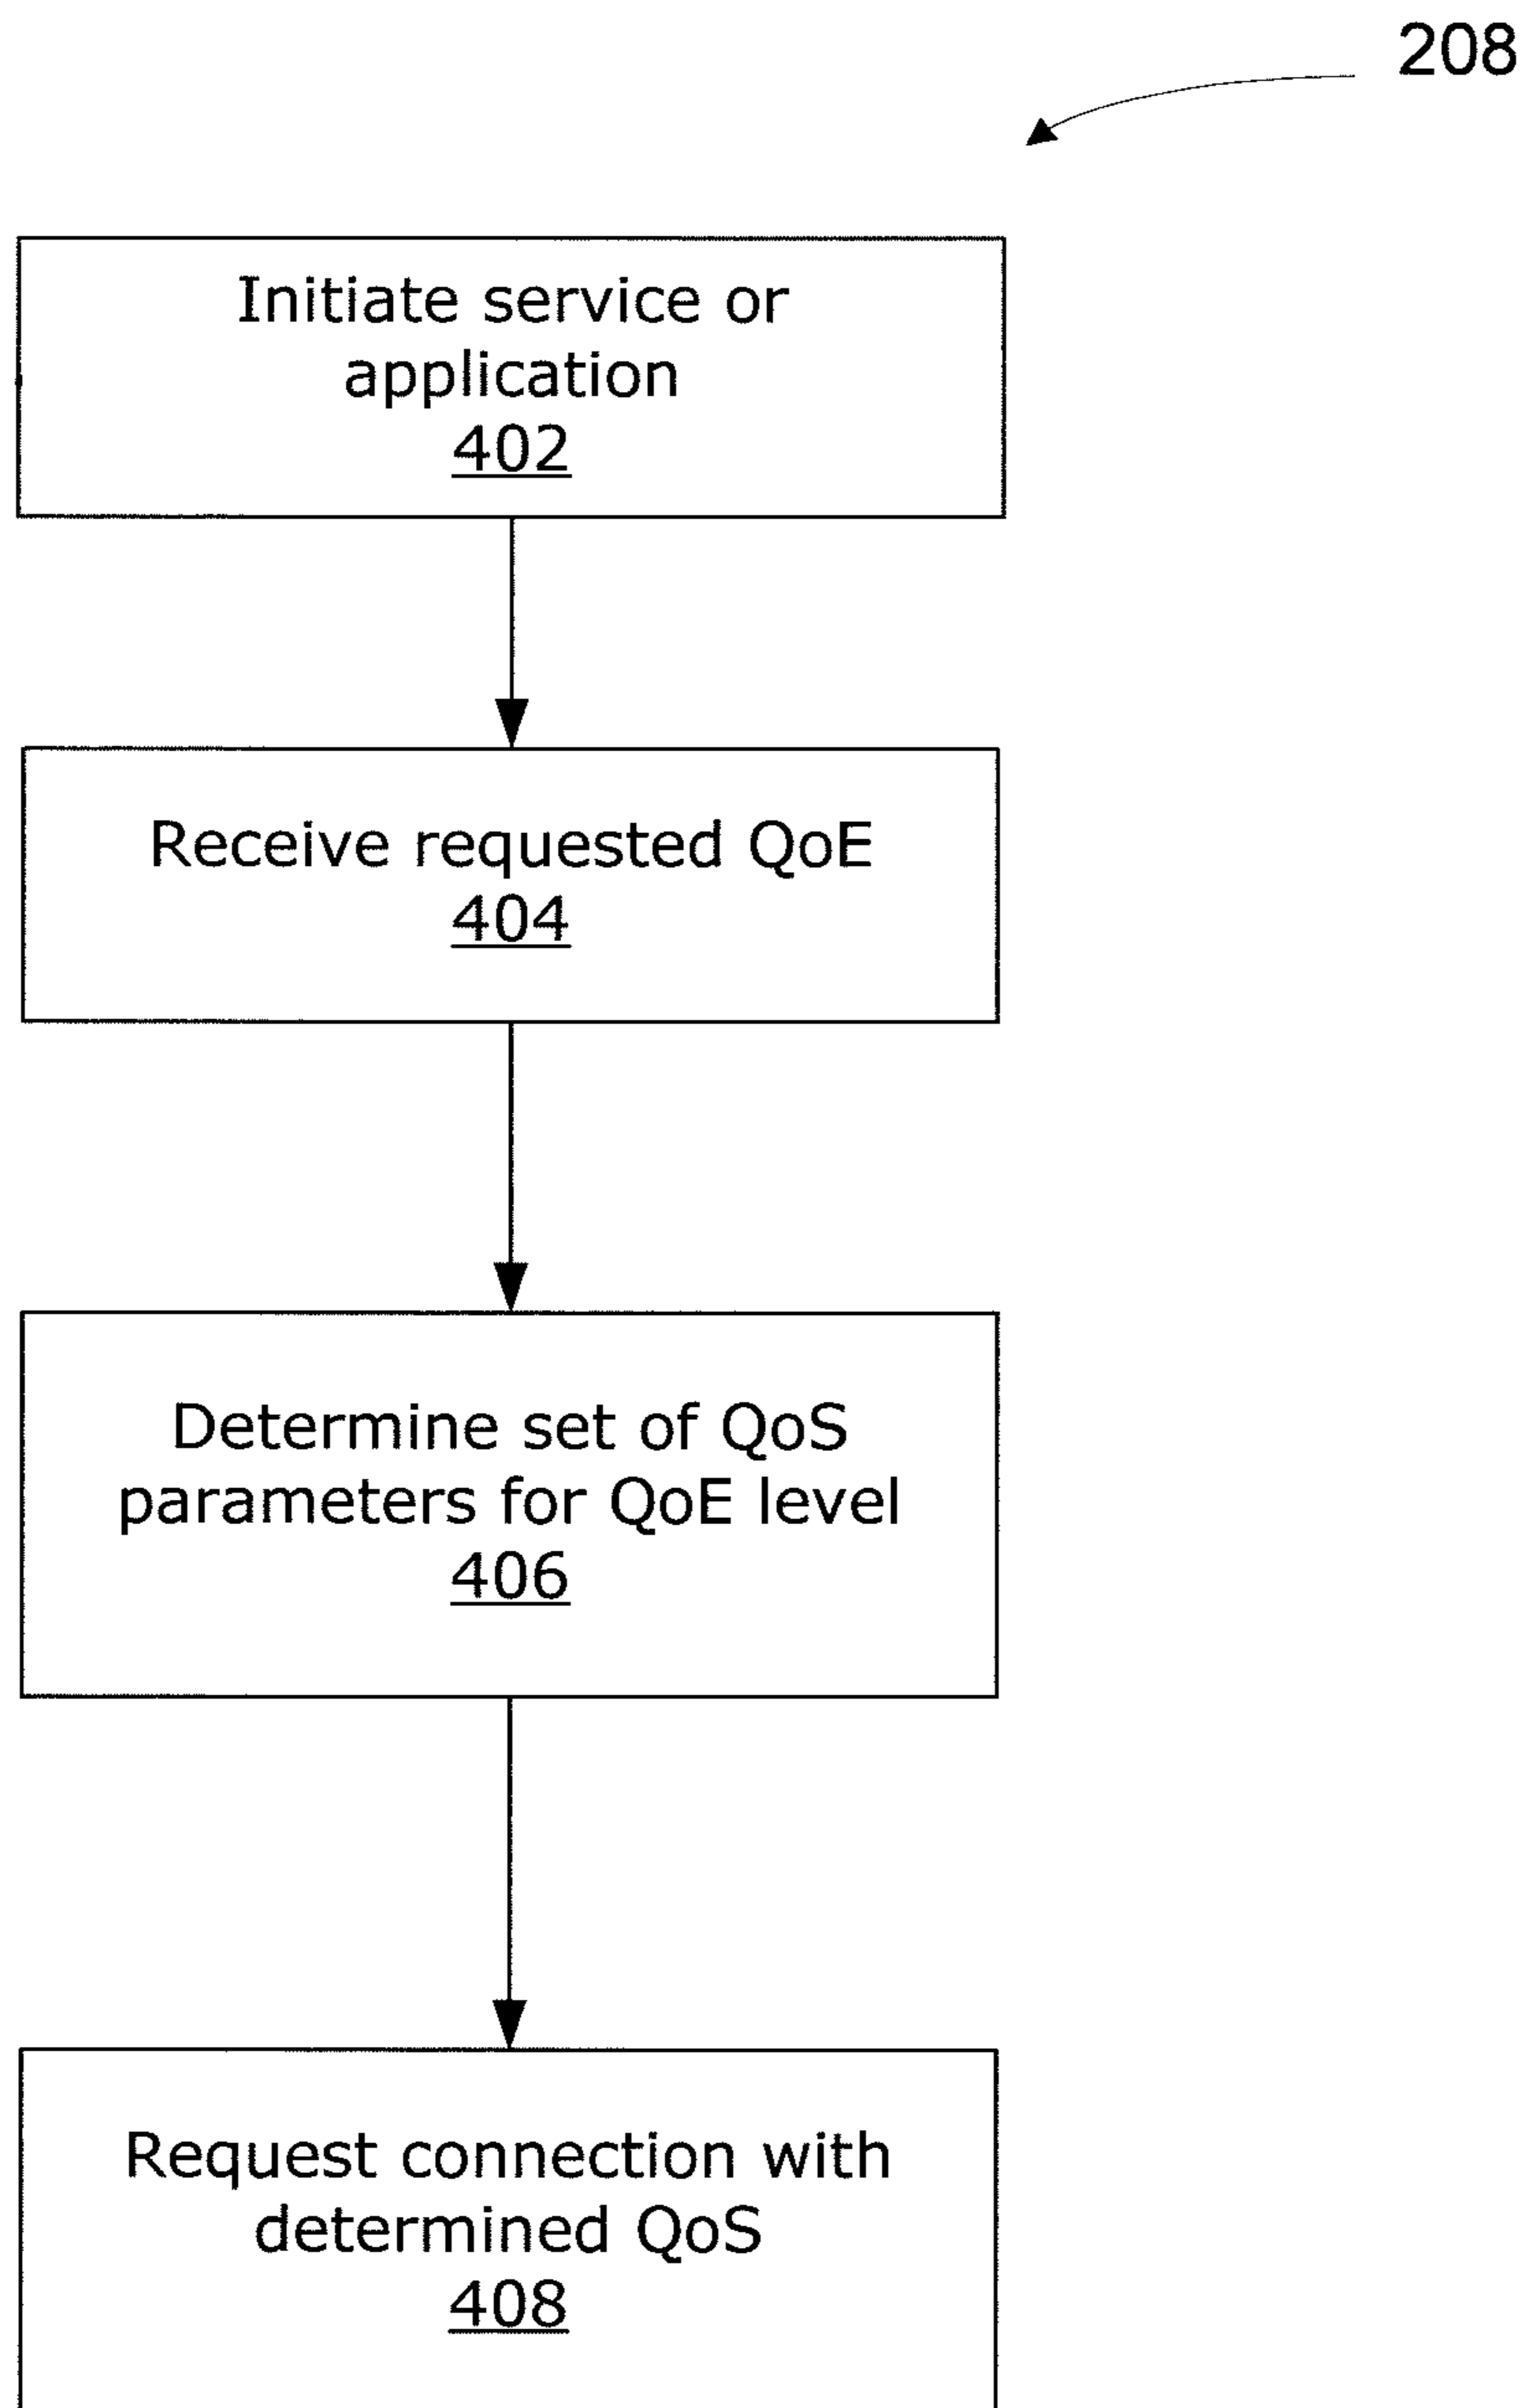 208
Initiate service or
application
402
Receive requested QoE
404
Determine set of QoS
parameters for QoE level
406
Request connection with
determined QoS
408